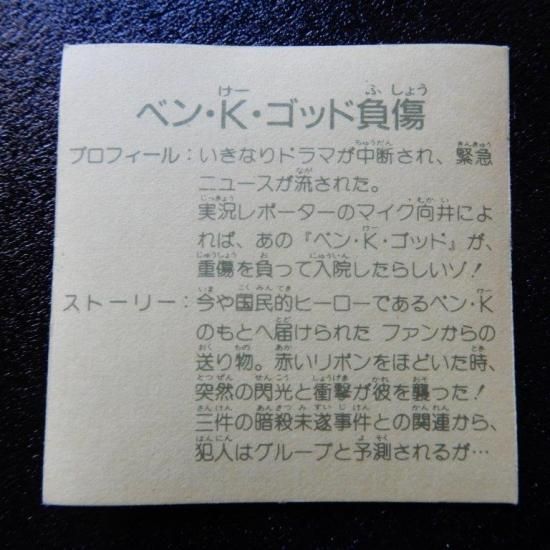 ベン・K・ゴッド負傷
プロフィール：いきなりドラマが中断され、緊急
ニュースが流された。
実況レポーターのマイク向井によ
れば、あの『ベン・K・ゴッド』が、
重傷を負って入院したらしいゾ！
ストーリー：今や国民的ヒーローであるベン・K
のもとへ届けられた ファンからの
送り物。赤いリボンをほどいた時、
突然の閃光と衝撃が彼を襲った！
三件の暗殺未遂事件との関連から、
犯人はグループと予測されるが…